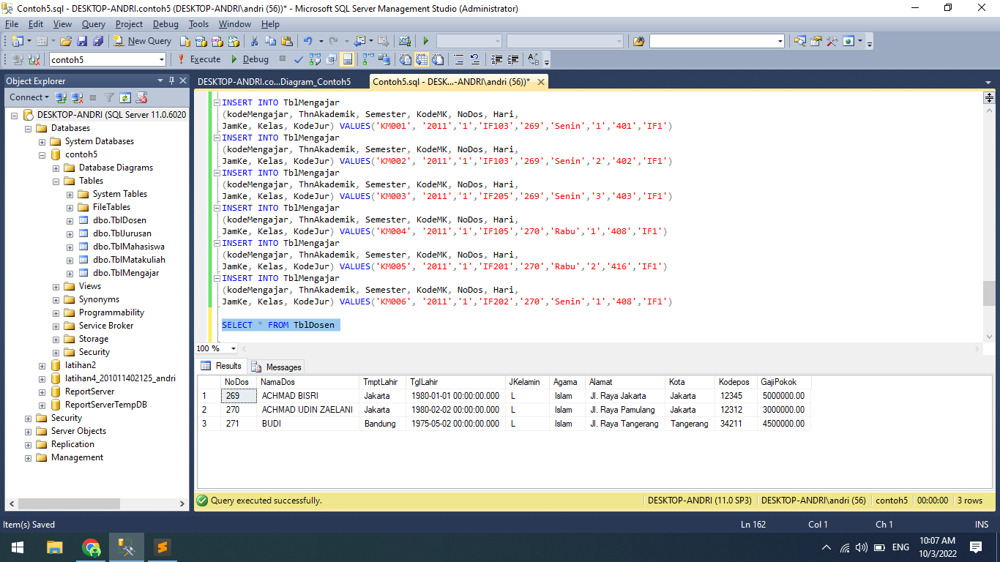 Contoh5.sql - DESKTOP-ANDRI.contoh5 (DESKTOP-ANDRI\andri (56))* - Microsoft SQL Server Management Studio (Administrator)
File Edit View Query Project Debug Tools Window Help
New Query
contoh5 Execute Debug
Object Explorer
Connect
DESKTOP-ANDRI (SQL Server 11.0.6020
Databases
System Databases
contoh5
Database Diagrams
Tables
System Tables
FileTables
dbo.TblDosen
dbo.TblJurusan
dbo.TblMahasiswa
dbo.TblMatakuliah
dbo.TblMengajar
Views
Synonyms
Programmability
Service Broker
Storage
Security
latihan2
latihan4_201011402125_andri
ReportServer
ReportServerTempDB
Security
Server Objects
Replication
Management
DESKTOP-ANDRI.co...Diagram_Contoh5 Contoh5.sql - DESK...-ANDRI\andri (56))*
INSERT INTO TblMengajar
(kodeMengajar, ThnAkademik, Semester, KodeMK, NoDos, Hari,
JamKe, Kelas, KodeJur) VALUES('KM001', '2011','1','IF103','269','Senin','1','401','IF1')
INSERT INTO TblMengajar
(kodeMengajar, ThnAkademik, Semester, KodeMK, NoDos, Hari,
JamKe, Kelas, KodeJur) VALUES('KM002', '2011','1','IF103','269','Senin','2','402','IF1')
INSERT INTO TblMengajar
(kodeMengajar, ThnAkademik, Semester, KodeMK, NoDos, Hari,
JamKe, Kelas, KodeJur) VALUES('KM003', '2011','1','IF205','269','Senin','3','403','IF1')
INSERT INTO TblMengajar
(kodeMengajar, ThnAkademik, Semester, KodeMK, NoDos, Hari,
JamKe, Kelas, KodeJur) VALUES('KM004', '2011','1','IF105','270','Rabu','1','408','IF1')
INSERT INTO TblMengajar
(kodeMengajar, ThnAkademik, Semester, KodeMK, NoDos, Hari,
JamKe, Kelas, KodeJur) VALUES('KM005', '2011','1','IF201','270','Rabu','2','416','IF1')
INSERT INTO TblMengajar
(kodeMengajar, ThnAkademik, Semester, KodeMK, NoDos, Hari,
JamKe, Kelas, KodeJur) VALUES('KM006', '2011','1','IF202','270','Senin','1','408','IF1')
SELECT * FROM TblDosen
100 %
Results Messages
NoDos NamaDos TmptLahir TglLahir JKelamin Agama Alamat Kota Kodepos GajiPokok
1 269 ACHMAD BISRI Jakarta 1980-01-01 00:00:00.000 L Islam Jl. Raya Jakarta Jakarta 12345 5000000.00
2 270 ACHMAD UDIN ZAELANI Jakarta 1980-02-02 00:00:00.000 L Islam Jl. Raya Pamulang Jakarta 12312 3000000.00
3 271 BUDI Bandung 1975-05-02 00:00:00.000 L Islam Jl. Raya Tangerang Tangerang 34211 4500000.00
Query executed successfully. DESKTOP-ANDRI (11.0 SP3) DESKTOP-ANDRI\andri (56) contoh5 00:00:00 3 rows
Item(s) Saved Ln 162 Col 1 Ch 1 INS
ENG
10:07 AM
10/3/2022